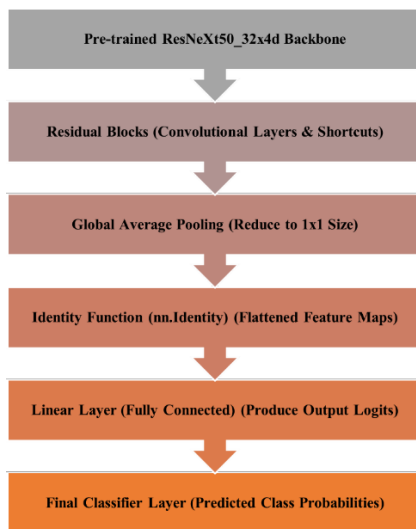 Pre-trained ResNeXt50_32x4d Backbone
Residual Blocks (Convolutional Layers & Shortcuts)
Global Average Pooling (Reduce to 1x1 Size)
Identity Function (nn.Identity) (Flattened Feature Maps)
Linear Layer (Fully Connected) (Produce Output Logits)
Final Classifier Layer (Predicted Class Probabilities)